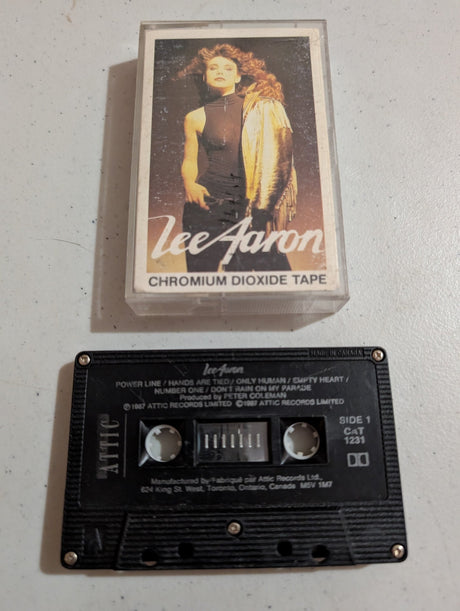 Lee Aaron
CHROMIUM DIOXIDE TAPE
MADE IN CANADA
Lee Aaron
POWER LINE / HANDS ARE TIED / ONLY HUMAN / EMPTY HEART /
NUMBER ONE / DON'T RAIN ON MY PARADE
Produced by PETER COLEMAN
℗1987 ATTIC RECORDS LIMITED ©1987 ATTIC RECORDS LIMITED
ATTIC
SIDE 1
CAT
1231
Manufactured by/Fabriqué par Attic Records Ltd.,
624 King St. West, Toronto, Ontario, Canada M5V 1M7